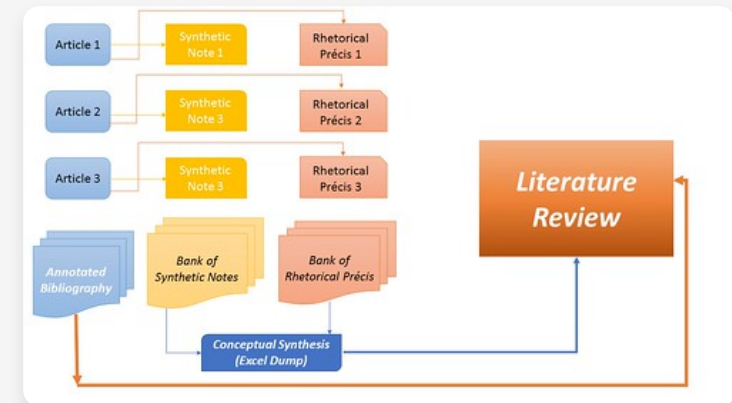 Article 1
Synthetic
Note 1
Rhetorical
Précis 1
Article 2
Synthetic
Note 3
Rhetorical
Précis 2
Article 3
Synthetic
Note 3
Rhetorical
Précis 3
Literature
Review
Annotated
Bibliography
Bank of
Synthetic Notes
Bank of
Rhetorical Précis
Conceptual Synthesis
(Excel Dump)